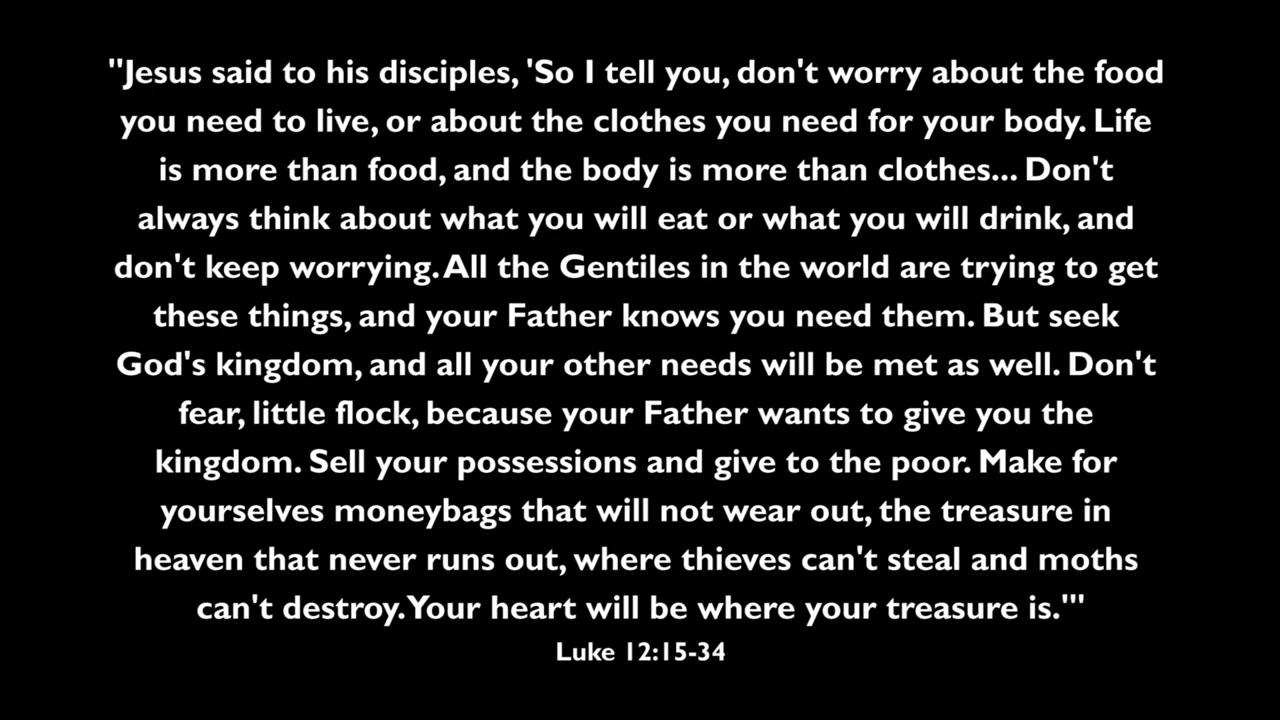 "Jesus said to his disciples, 'So I tell you, don't worry about the food
you need to live, or about the clothes you need for your body. Life
is more than food, and the body is more than clothes... Don't
always think about what you will eat or what you will drink, and
don't keep worrying. All the Gentiles in the world are trying to get
these things, and your Father knows you need them. But seek
God's kingdom, and all your other needs will be met as well. Don't
fear, little flock, because your Father wants to give you the
kingdom. Sell your possessions and give to the poor. Make for
yourselves moneybags that will not wear out, the treasure in
heaven that never runs out, where thieves can't steal and moths
can't destroy. Your heart will be where your treasure is.'"
Luke 12:15-34